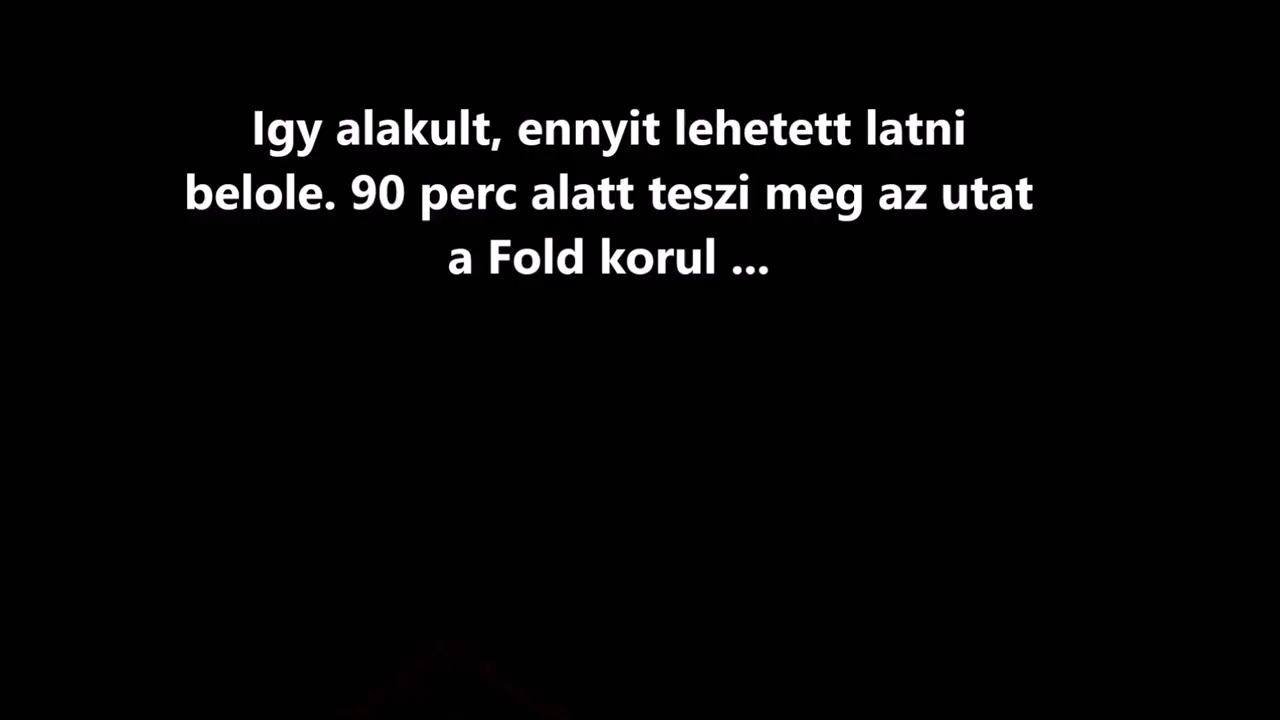 Igy alakult, ennyit lehetett latni
belole. 90 perc alatt teszi meg az utat
a Fold korul ...